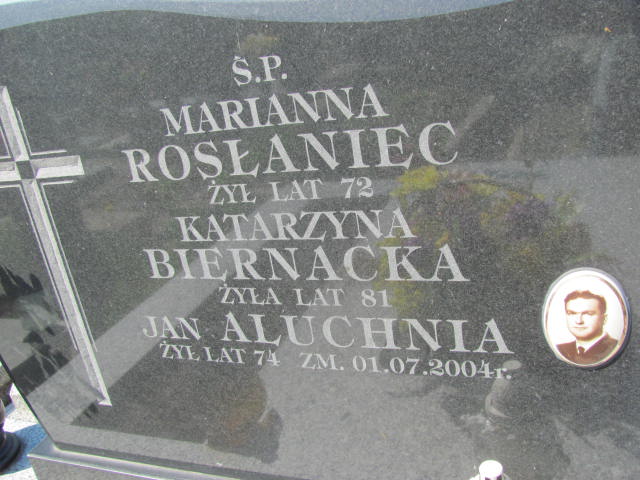 Ś.P.
MARIANNA
ROSŁANIEC
ŻYŁ LAT 72
KATARZYNA
BIERNACKA
ŻYŁA LAT 81
JAN ALUCHNIA
ŻYŁ LAT 74 ZM. 01.07.2004r.